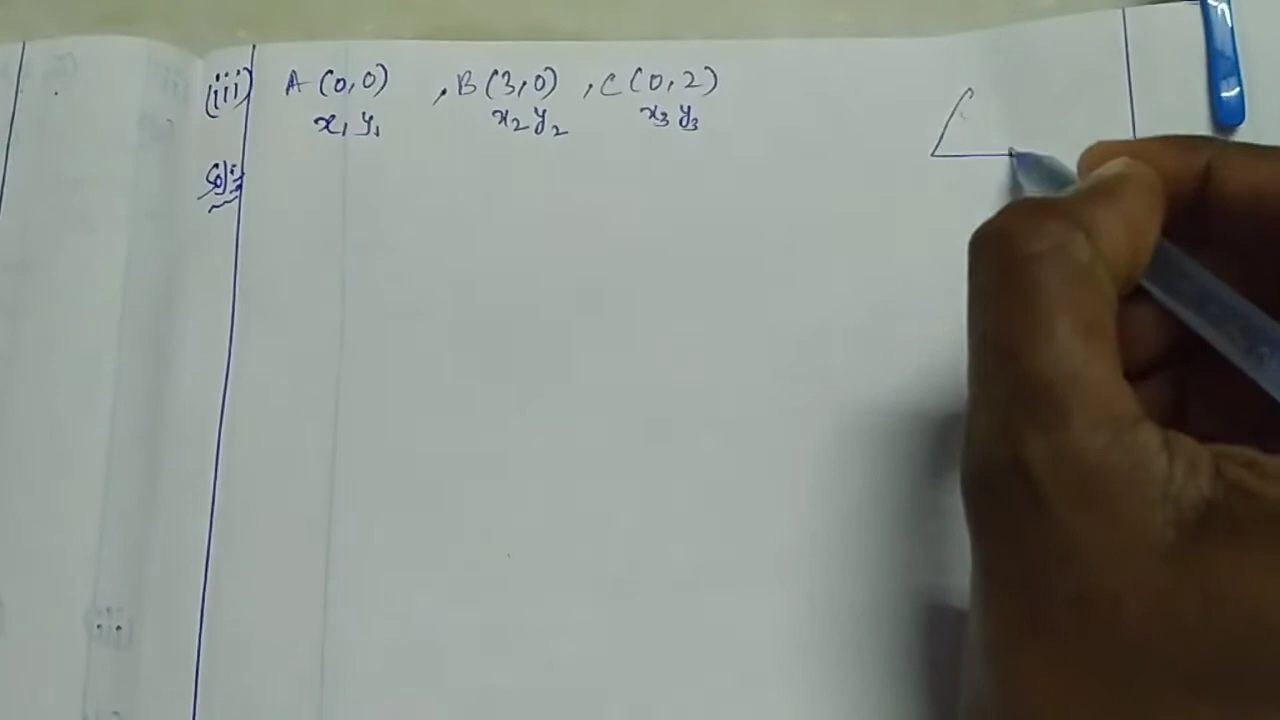 (iii) A (0,0) , B (3,0) , C (0,2)
x₁ y₁ x₂ y₂ x₃ y₃
Sol: